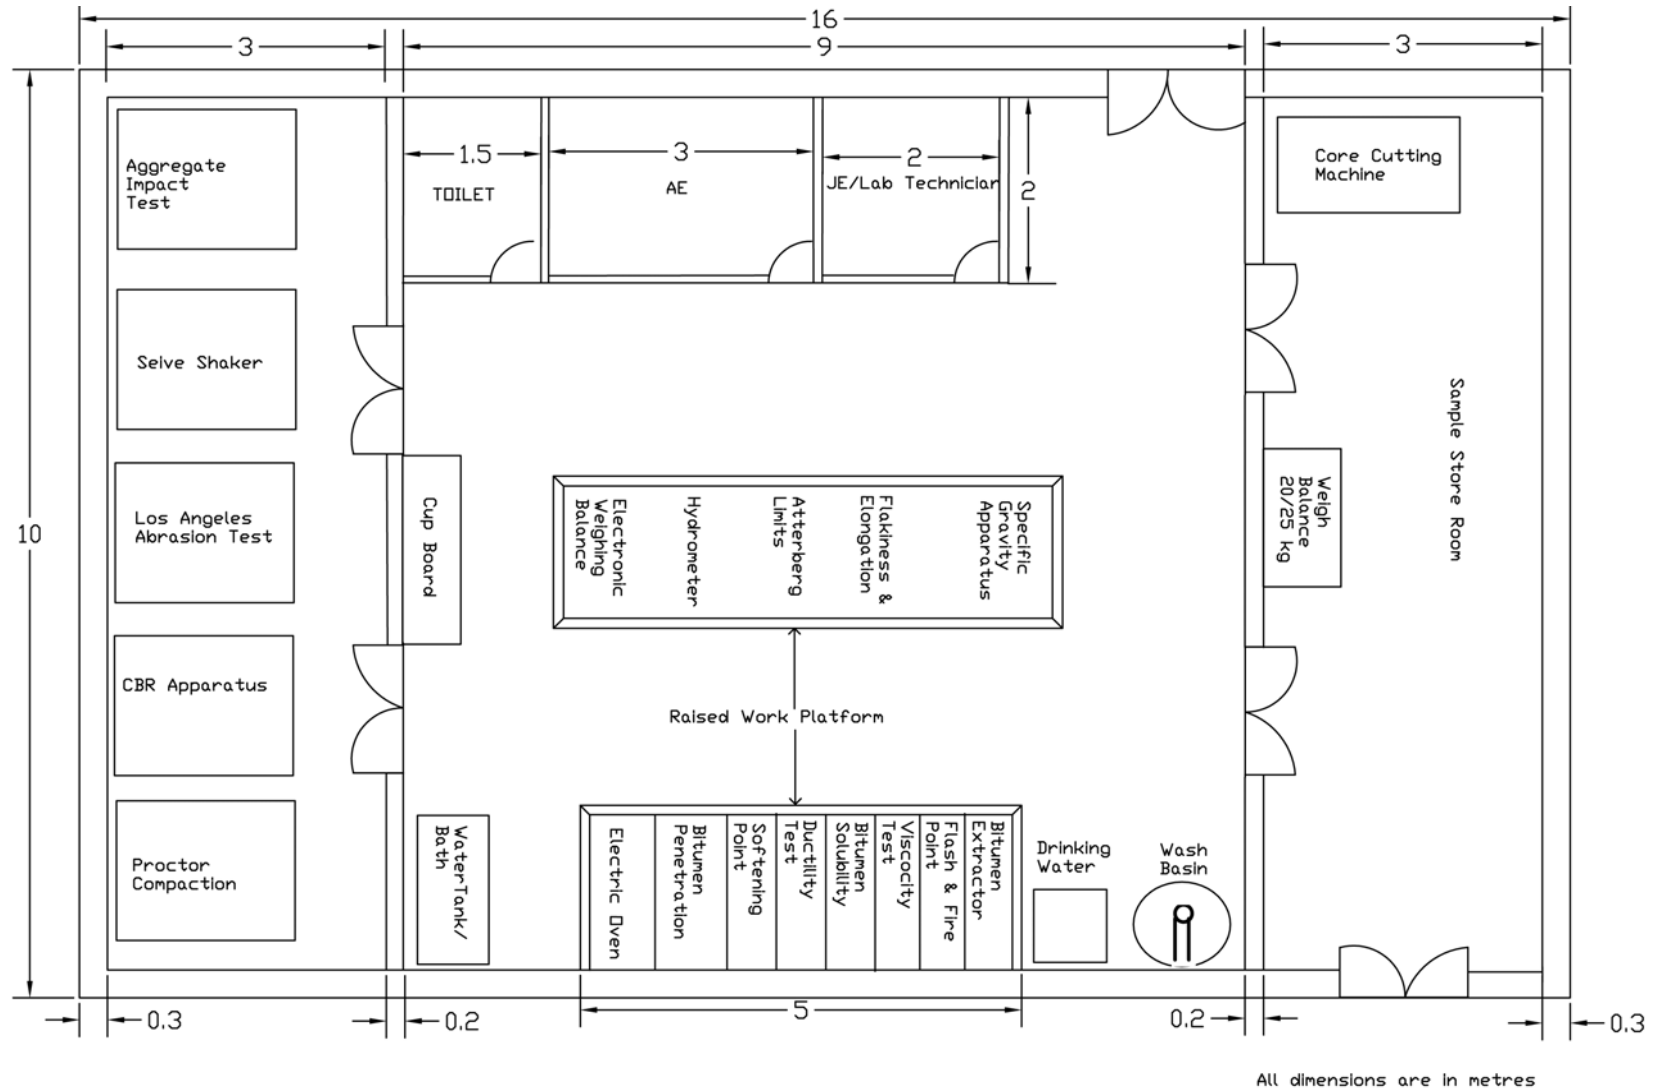 16
3
9
3
Aggregate
Impact
Test
1.5
TOILET
3
AE
2
JE/Lab Technician
2
Core Cutting
Machine
Seive Shaker
Los Angeles
Abrasion Test
CBR Apparatus
Proctor
Compaction
10
Cup Board
Electronic
Weighing
Balance
Hydrometer
Atterberg
Limits
Flakiness &
Elongation
Specific
Gravity
Apparatus
Weigh
Balance
20/25 kg
Sample Store Room
Raised Work Platform
WaterTank/
Bath
Electric Oven
Bitumen
Penetration
Softening
Point
Ductility
Test
Bitumen
Solubility
Viscocity
Test
Flash & Fire
Point
Bitumen
Extractor
Drinking
Water
Wash
Basin
0.3
0.2
5
0.2
0.3
All dimensions are in metres